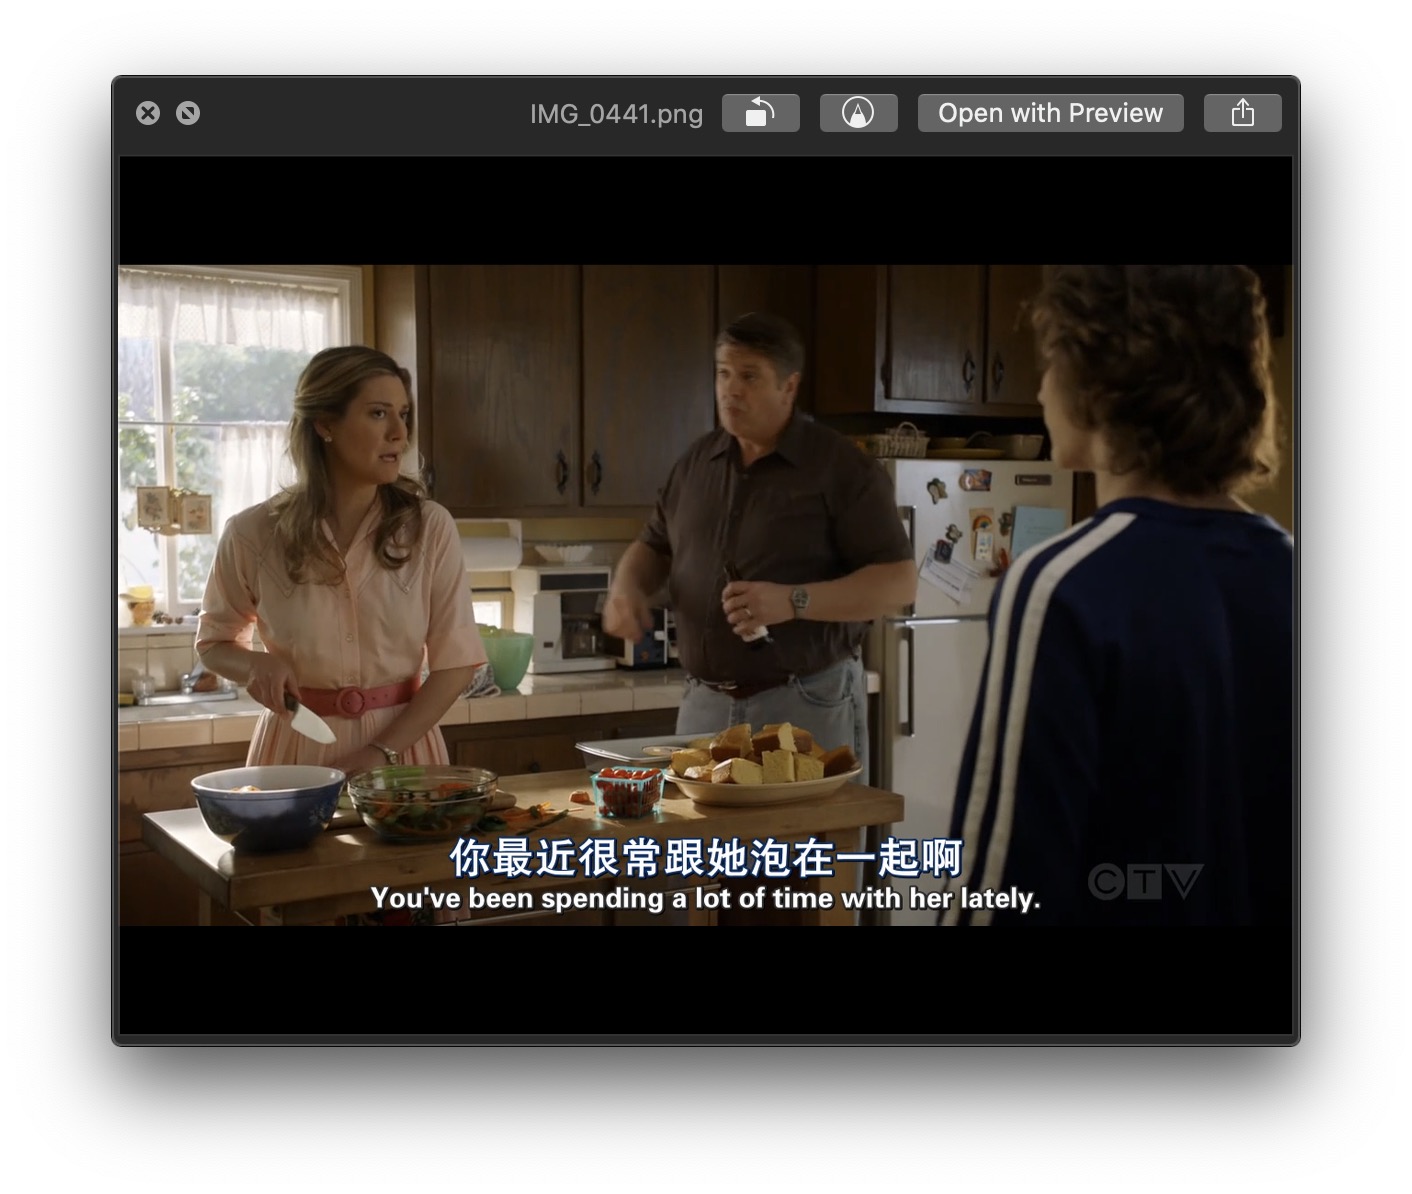 IMG_0441.png
Open with Preview
你最近很常跟她泡在一起啊
You've been spending a lot of time with her lately.
CTV